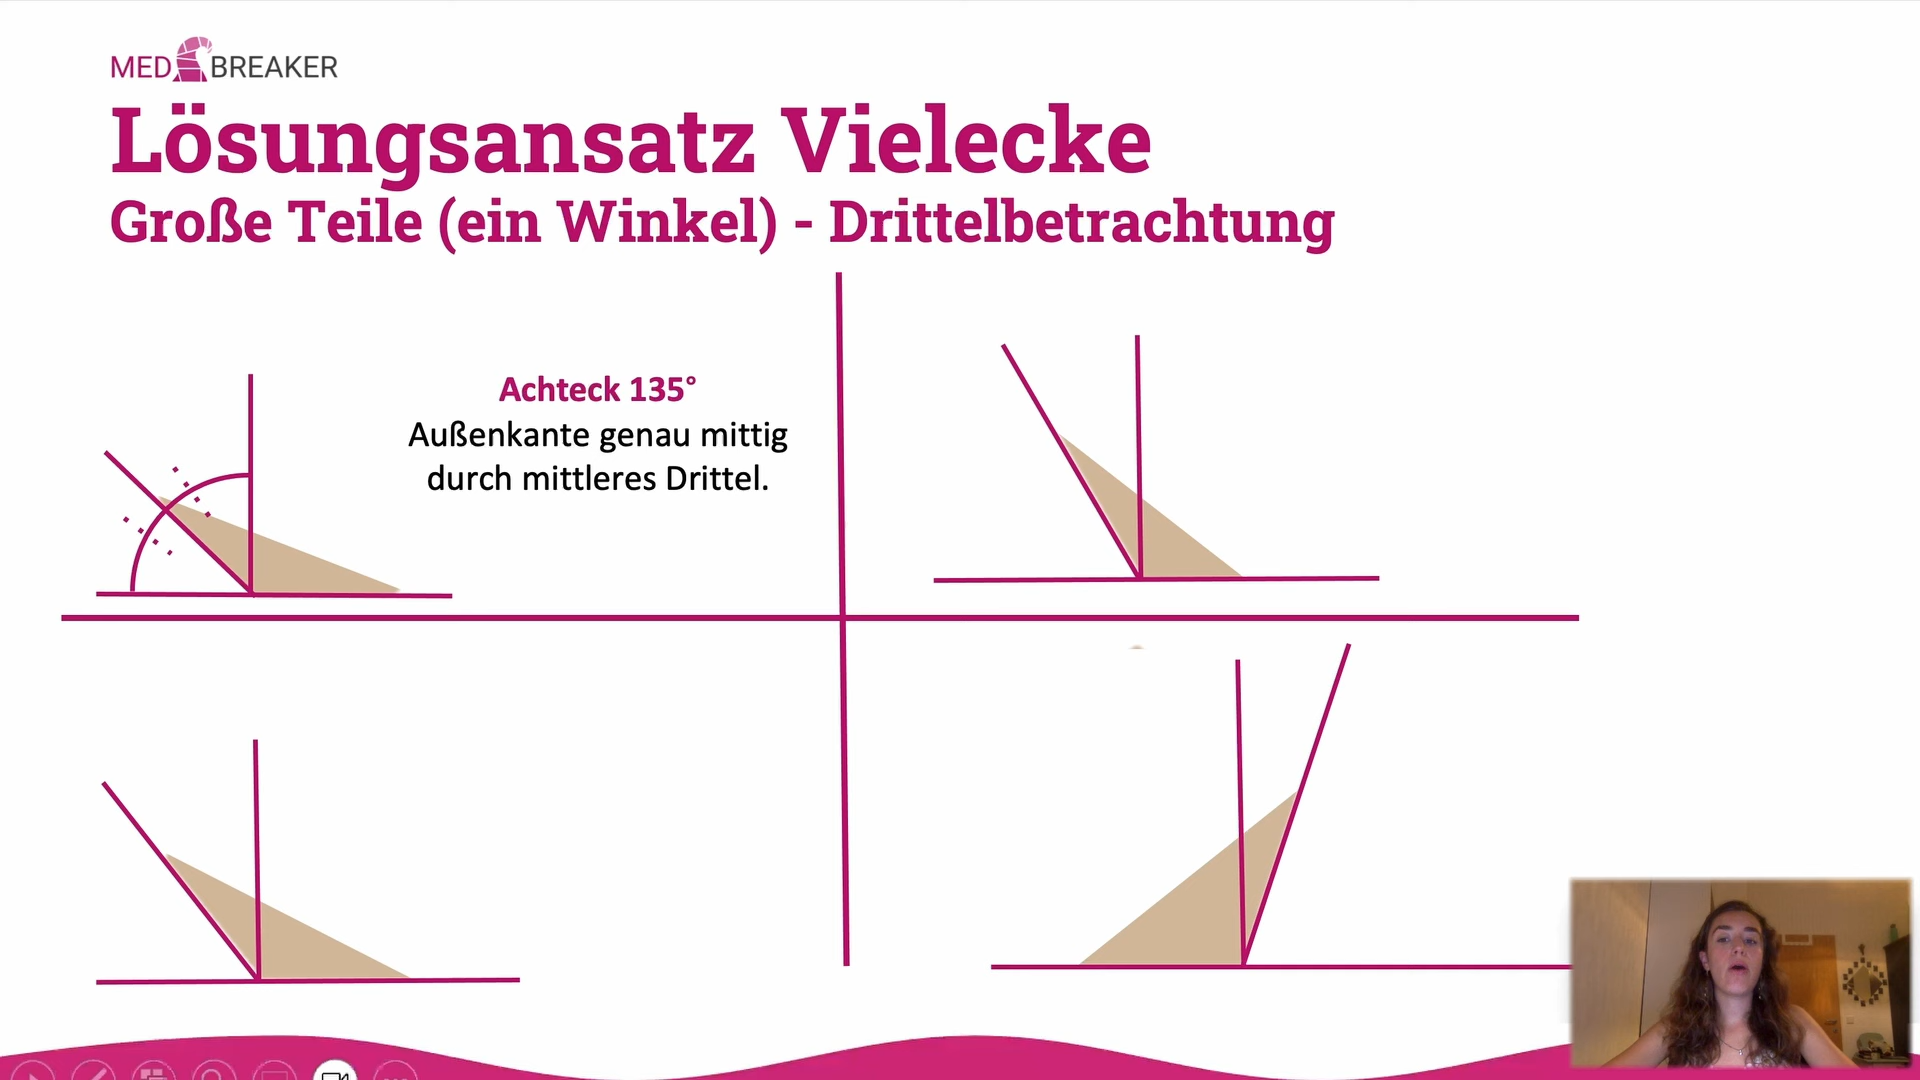 MED BREAKER
Lösungsansatz Vielecke
Große Teile (ein Winkel) - Drittelbetrachtung
Achteck 135°
Außenkante genau mittig
durch mittleres Drittel.